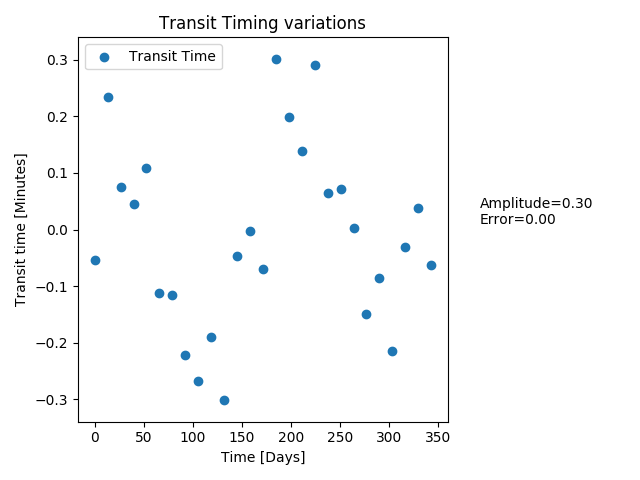 Transit Timing variations
Transit Time
Transit time [Minutes]
0.3
0.2
0.1
0.0
−0.1
−0.2
−0.3
Amplitude=0.30
Error=0.00
0 50 100 150 200 250 300 350
Time [Days]